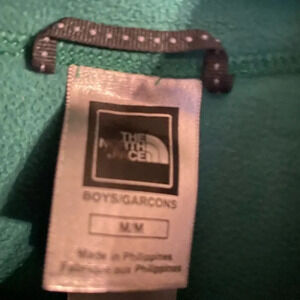 THE
NORTH
FACE
BOYS/GARCONS
M/M
Made in Philippines
Fabriqué aux Philippines